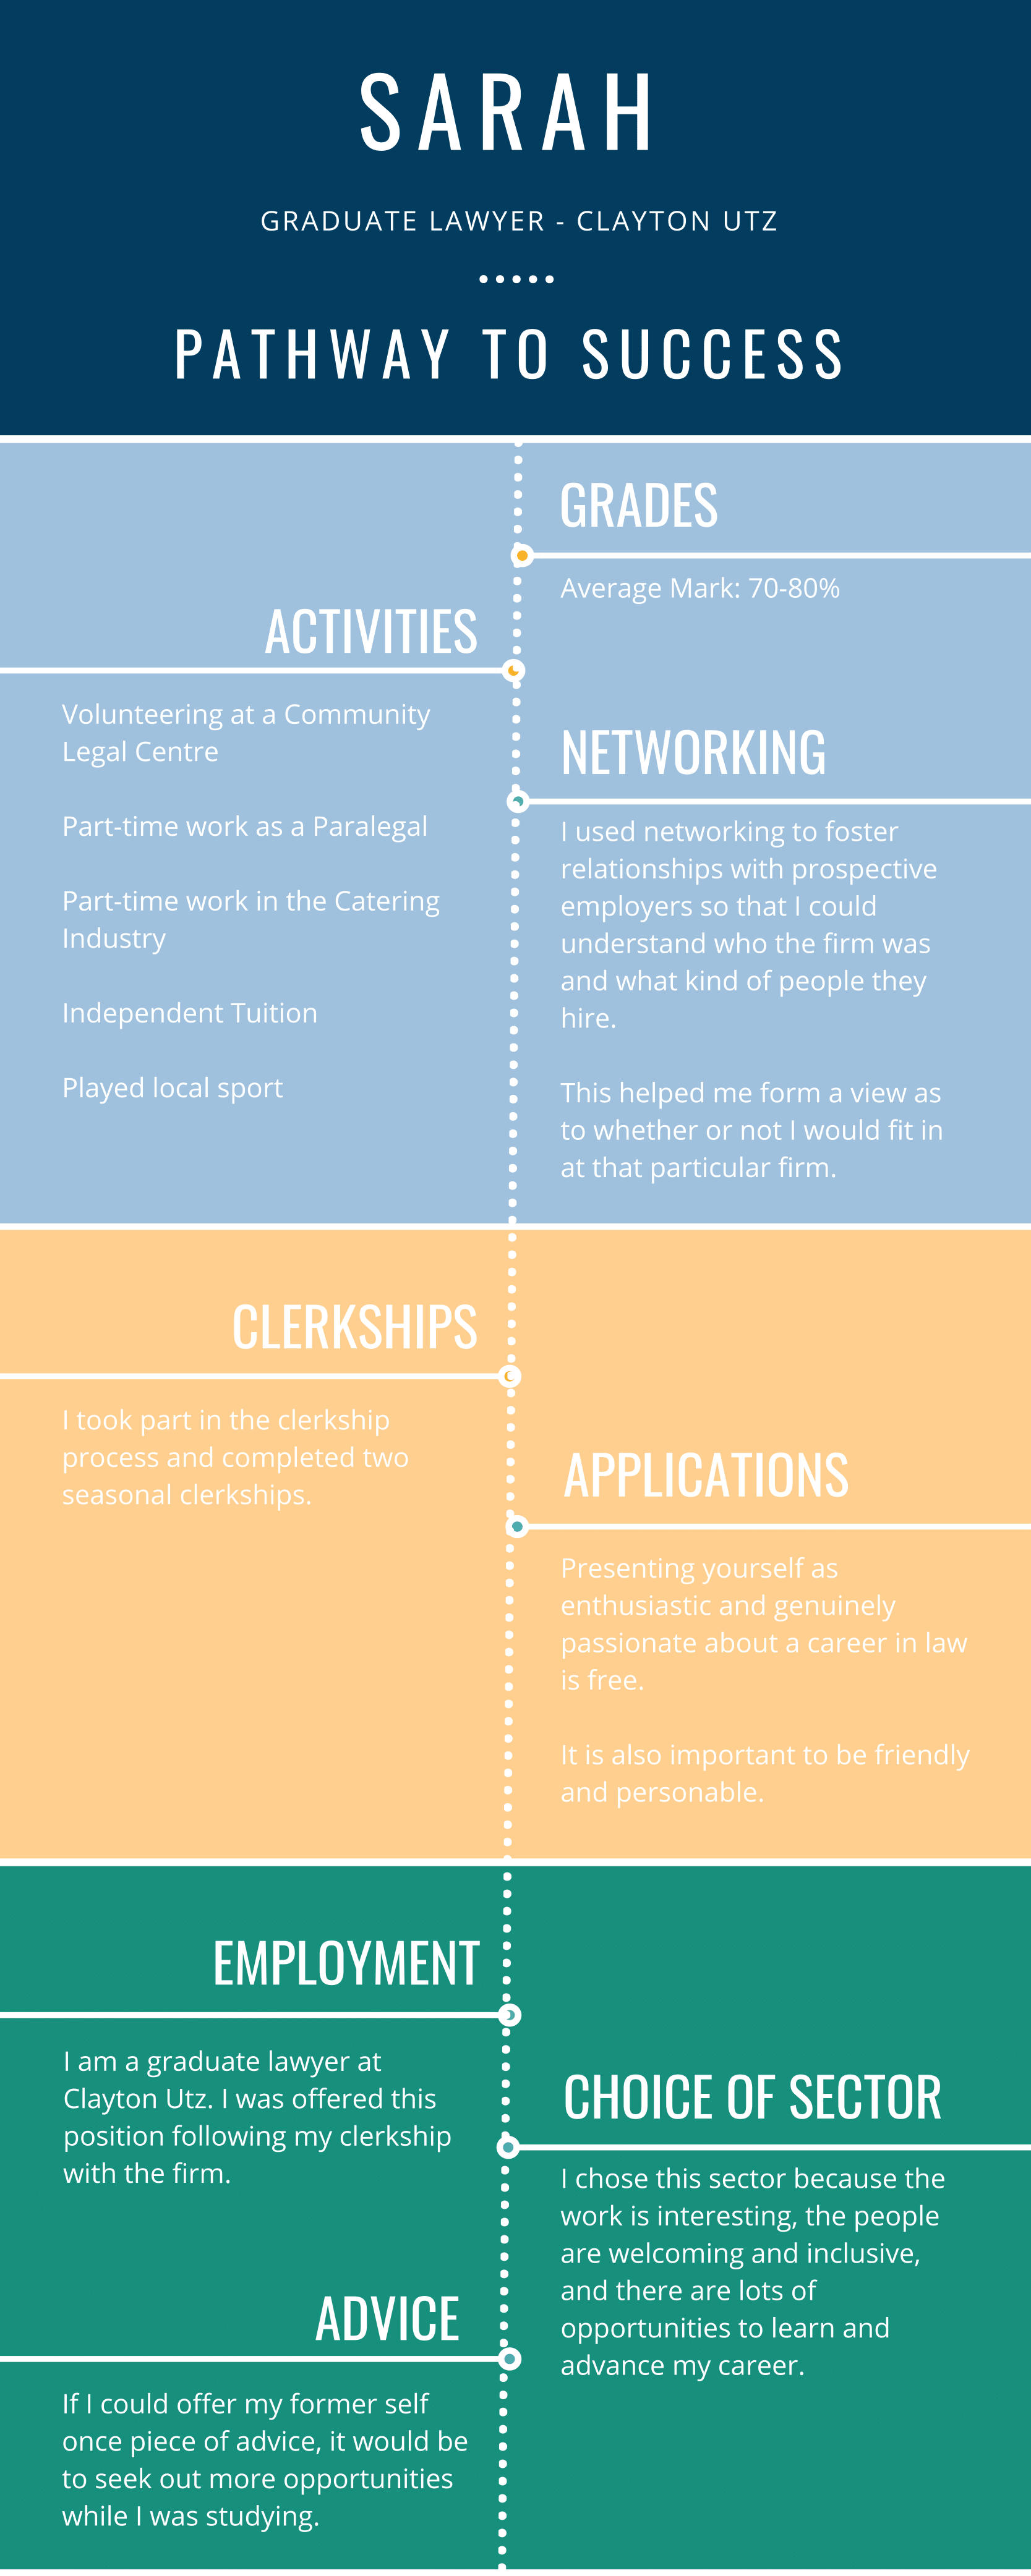 SARAH
GRADUATE LAWYER - CLAYTON UTZ
PATHWAY TO SUCCESS
GRADES
Average Mark: 70-80%
ACTIVITIES
Volunteering at a Community
Legal Centre
Part-time work as a Paralegal
Part-time work in the Catering
Industry
Independent Tuition
Played local sport
NETWORKING
I used networking to foster
relationships with prospective
employers so that I could
understand who the firm was
and what kind of people they
hire.
This helped me form a view as
to whether or not I would fit in
at that particular firm.
CLERKSHIPS
I took part in the clerkship
process and completed two
seasonal clerkships.
APPLICATIONS
Presenting yourself as
enthusiastic and genuinely
passionate about a career in law
is free.
It is also important to be friendly
and personable.
EMPLOYMENT
I am a graduate lawyer at
Clayton Utz. I was offered this
position following my clerkship
with the firm.
CHOICE OF SECTOR
I chose this sector because the
work is interesting, the people
are welcoming and inclusive,
and there are lots of
opportunities to learn and
advance my career.
ADVICE
If I could offer my former self
once piece of advice, it would be
to seek out more opportunities
while I was studying.